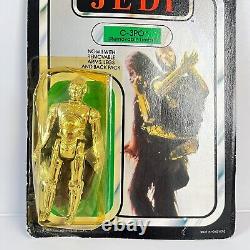 JEDI
C-3PO
(Removable Limbs)
NOW! WITH
REMOVABLE
ARMS, LEGS
AND BACK PACK